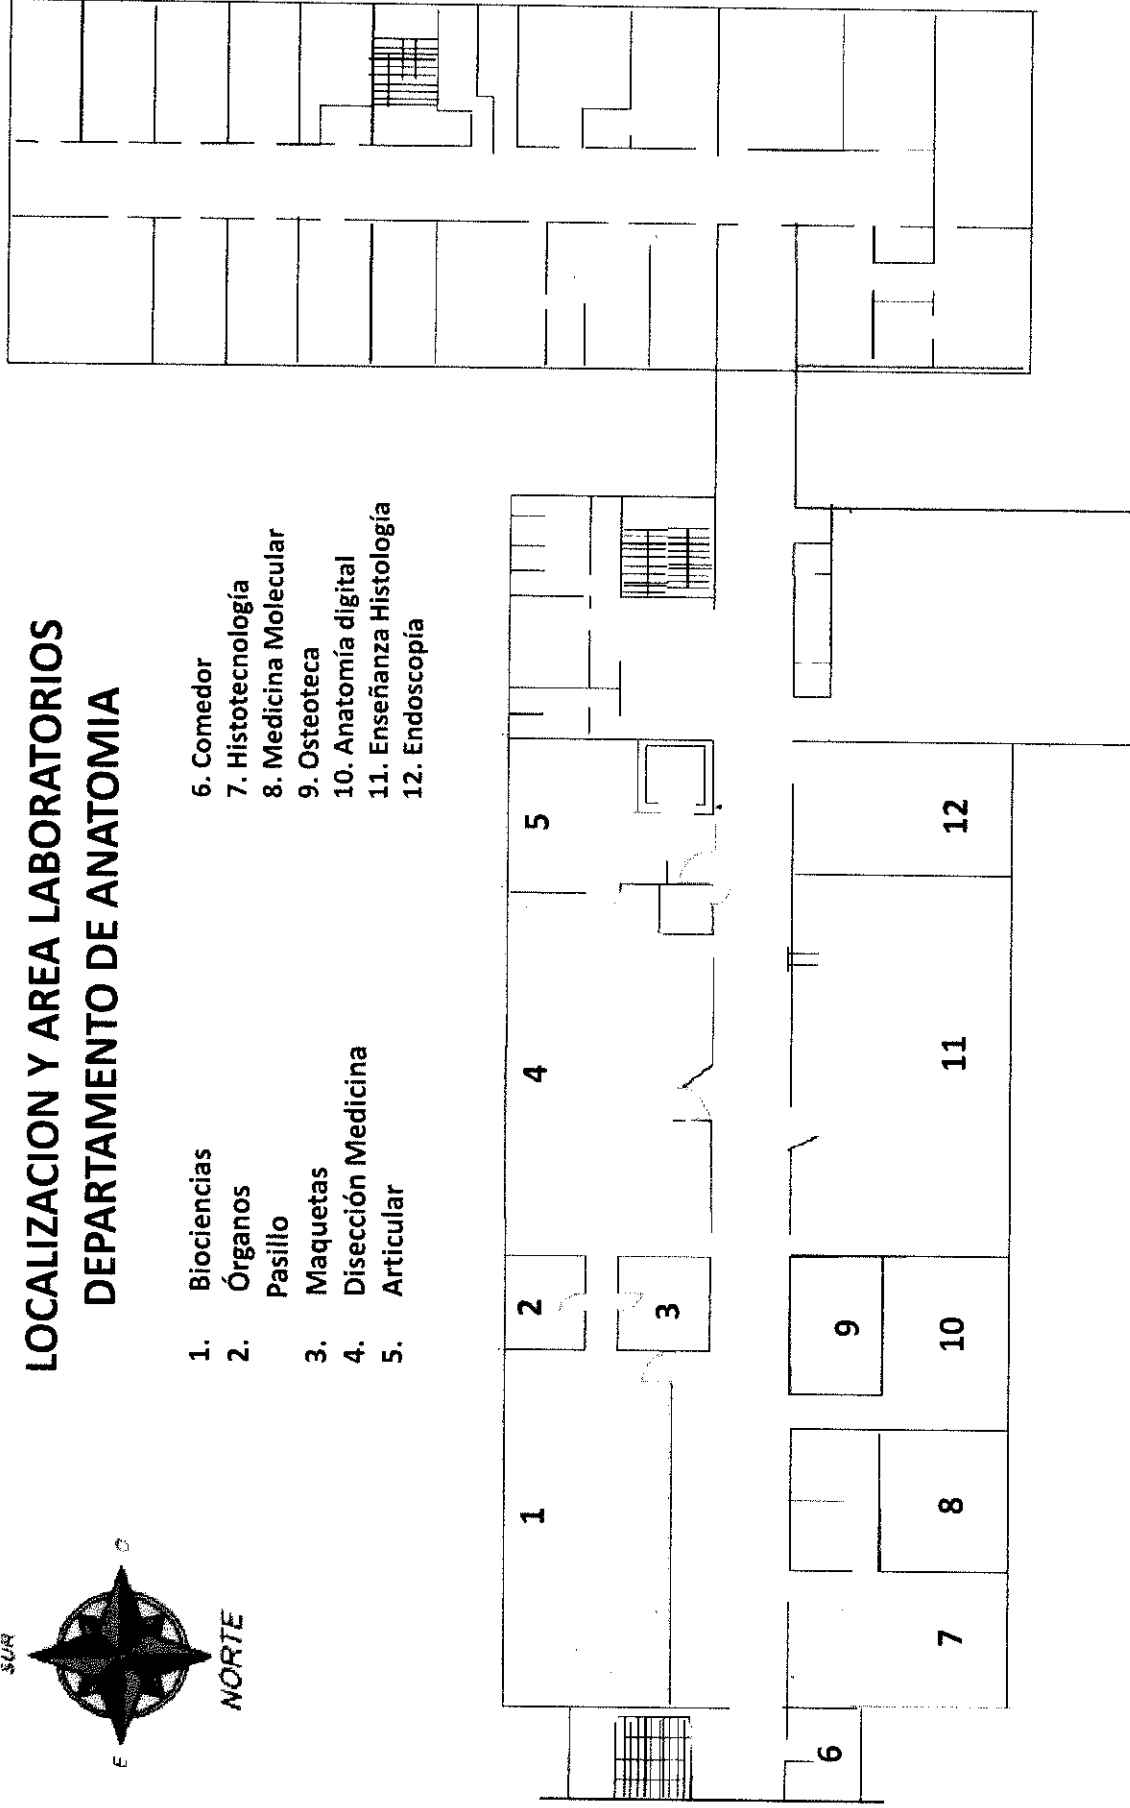 LOCALIZACION Y AREA LABORATORIOS
DEPARTAMENTO DE ANATOMIA
SUR
E
O
NORTE
1. Biociencias
2. Órganos
Pasillo
3. Maquetas
4. Disección Medicina
5. Articular
6. Comedor
7. Histotecnología
8. Medicina Molecular
9. Osteoteca
10. Anatomía digital
11. Enseñanza Histología
12. Endoscopía
1
2
3
4
5
6
7
8
9
10
11
12